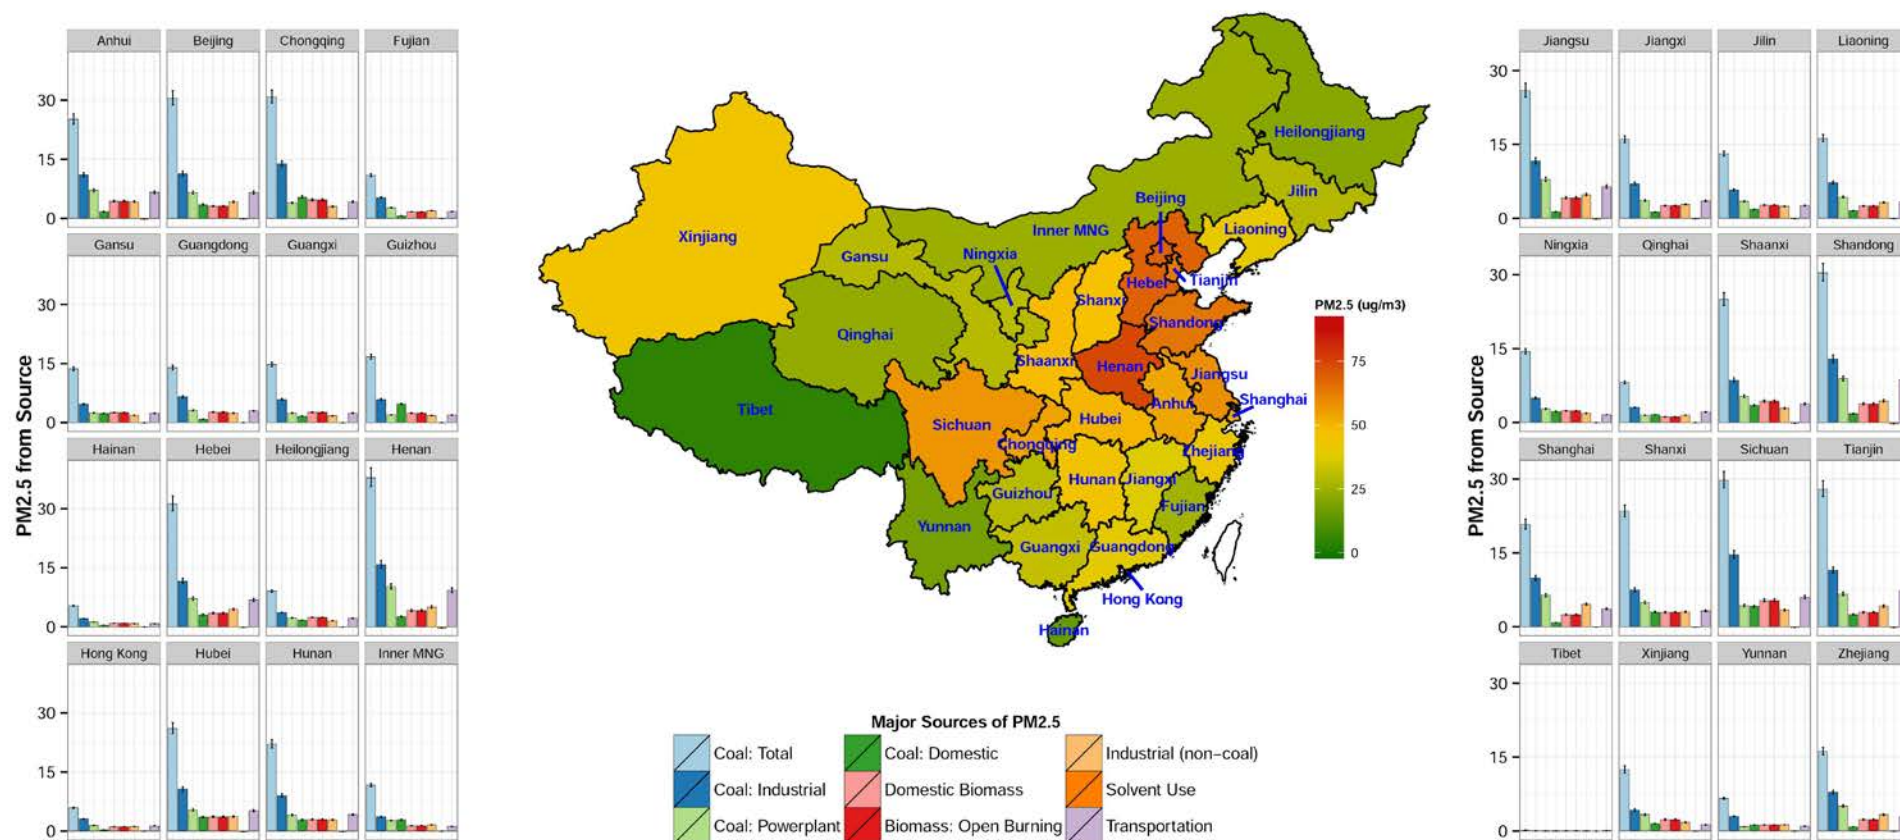 Anhui Beijing Chongqing Fujian
30
15
0
Gansu Guangdong Guangxi Guizhou
30
15
0
Hainan Hebei Heilongjiang Henan
30
15
0
Hong Kong Hubei Hunan Inner MNG
30
15
0
PM2.5 from Source
Heilongjiang
Jilin
Beijing
Liaoning
Inner MNG
Xinjiang
Ningxia
Gansu
Tianjin
Hebei
Shanxi
Shandong
Qinghai
Shaanxi
Henan
Jiangsu
Tibet
Anhui
Shanghai
Hubei
Sichuan
Chongqing
Zhejiang
Hunan
Jiangxi
Guizhou
Fujian
Yunnan
Guangxi
Guangdong
Hong Kong
Hainan
PM2.5 (ug/m3)
75
50
25
0
Major Sources of PM2.5
Coal: Total Coal: Domestic Industrial (non−coal)
Coal: Industrial Domestic Biomass Solvent Use
Coal: Powerplant Biomass: Open Burning Transportation
Jiangsu Jiangxi Jilin Liaoning
30
15
0
Ningxia Qinghai Shaanxi Shandong
30
15
0
Shanghai Shanxi Sichuan Tianjin
30
15
0
Tibet Xinjiang Yunnan Zhejiang
30
15
0
PM2.5 from Source